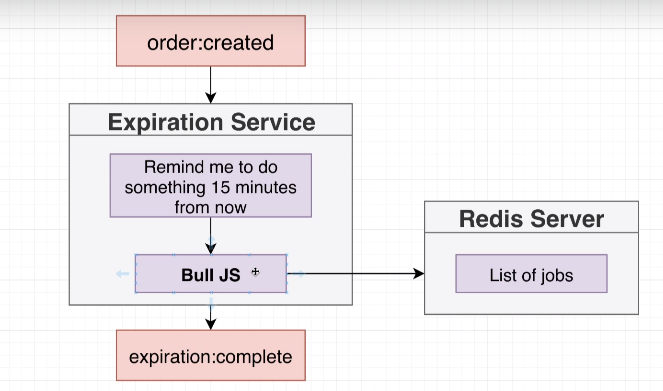 order:created
Expiration Service
Remind me to do
something 15 minutes
from now
Bull JS
Redis Server
List of jobs
expiration:complete